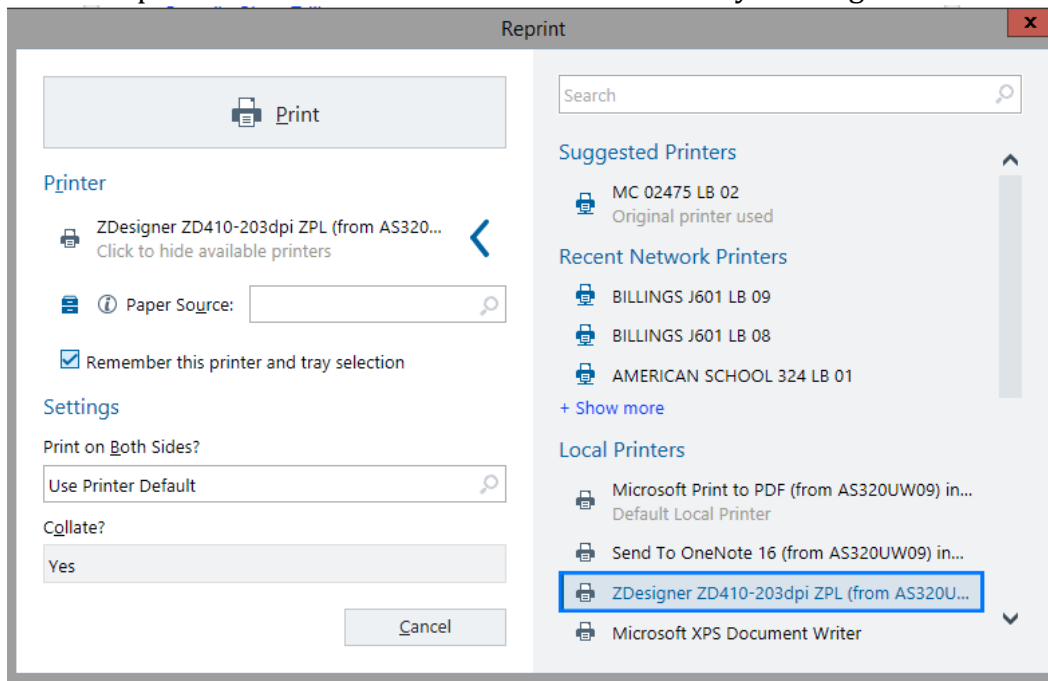 Reprint
x
Print
Printer
ZDesigner ZD410-203dpi ZPL (from AS320...
Click to hide available printers
Paper Source:
Remember this printer and tray selection
Settings
Print on Both Sides?
Use Printer Default
Collate?
Yes
Cancel
Search
Suggested Printers
MC 02475 LB 02
Original printer used
Recent Network Printers
BILLINGS J601 LB 09
BILLINGS J601 LB 08
AMERICAN SCHOOL 324 LB 01
+ Show more
Local Printers
Microsoft Print to PDF (from AS320UW09) in...
Default Local Printer
Send To OneNote 16 (from AS320UW09) in...
ZDesigner ZD410-203dpi ZPL (from AS320U...
Microsoft XPS Document Writer